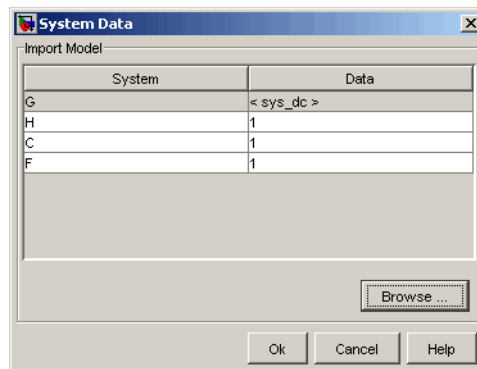 System Data
Import Model
System Data
G < sys_dc >
H 1
C 1
F 1
Browse ...
Ok Cancel Help